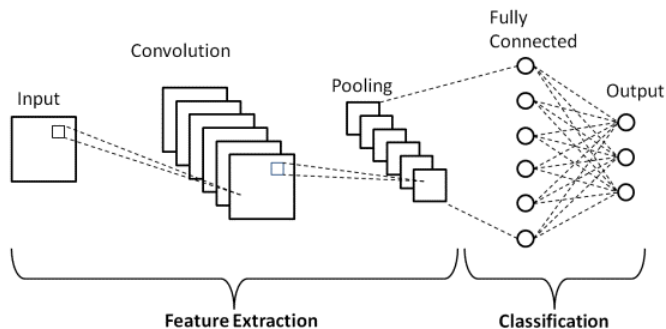 Input
Convolution
Pooling
Fully
Connected
Output
Feature Extraction
Classification